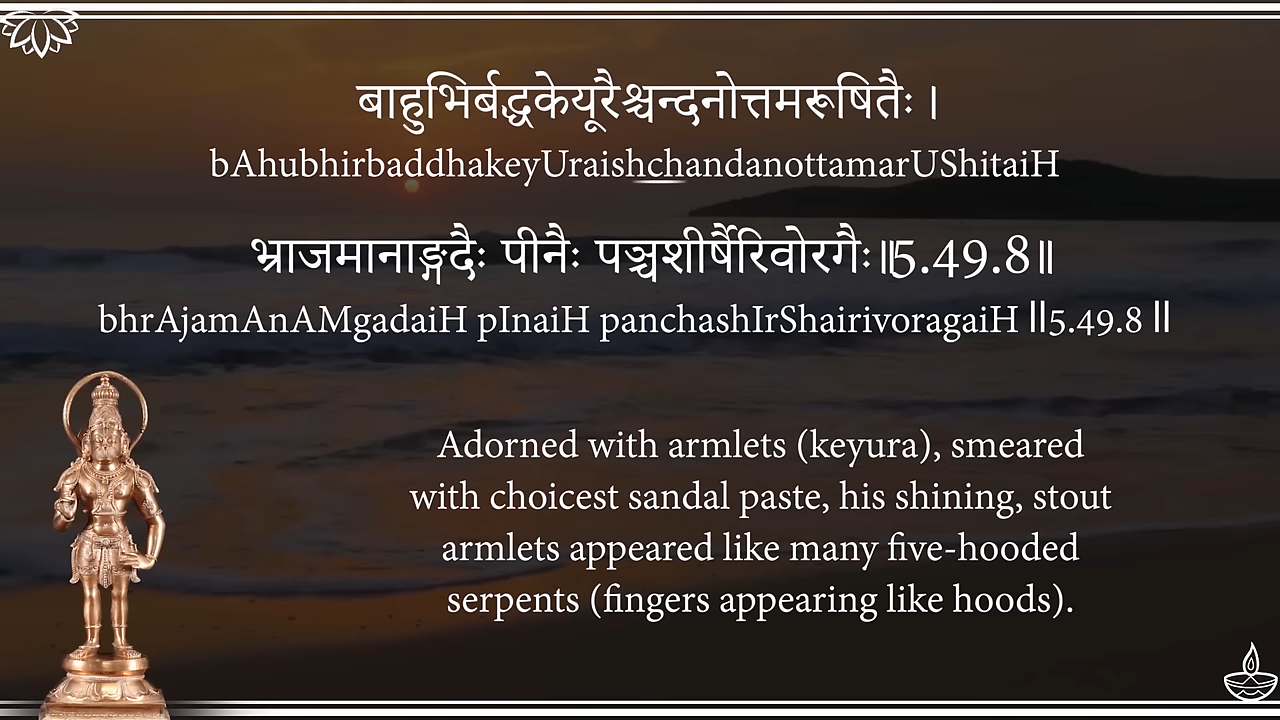 बाहुभिर्बद्धकेयूरैश्चन्दनोत्तमरूषितैः ।
bAhubhirbaddhakeyUraishchandanottamarUShitaiH
भ्राजमानाङ्गदैः पीनैः पञ्चशीर्षैरिवोरगैः॥5.49.8॥
bhrAjamAnAMgadaiH pInaiH panchashIrShairivoragaiH ॥5.49.8 ॥
Adorned with armlets (keyura), smeared
with choicest sandal paste, his shining, stout
armlets appeared like many five-hooded
serpents (fingers appearing like hoods).